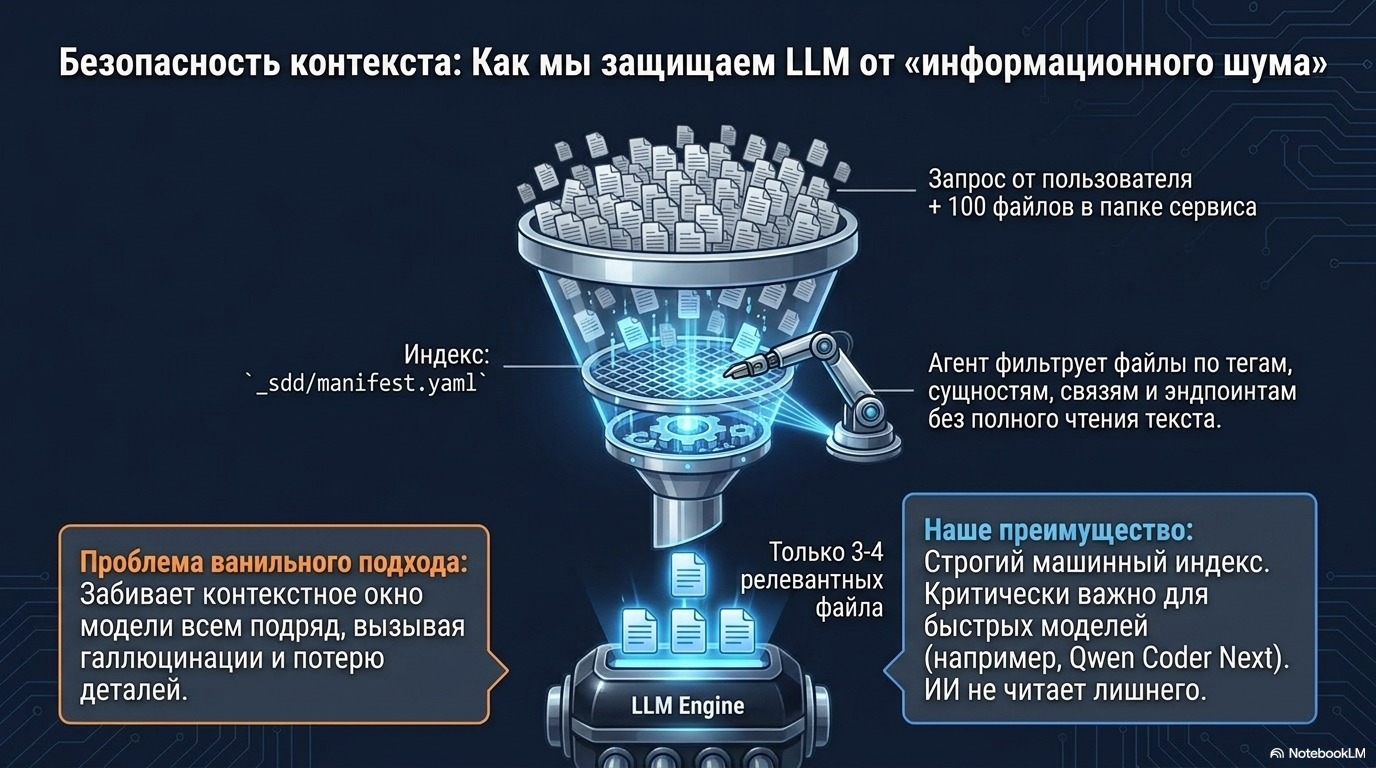 Безопасность контекста: Как мы защищаем LLM от «информационного шума»
Запрос от пользователя
+ 100 файлов в папке сервиса
Индекс:
`_sdd/manifest.yaml`
Агент фильтрует файлы по тегам,
сущностям, связям и эндпоинтам
без полного чтения текста.
Проблема ванильного подхода:
Забивает контекстное окно
модели всем подряд, вызывая
галлюцинации и потерю
деталей.
Только 3-4
релевантных
файла
Наше преимущество:
Строгий машинный индекс.
Критически важно для
быстрых моделей
(например, Qwen Coder Next).
ИИ не читает лишнего.
LLM Engine
NotebookLM